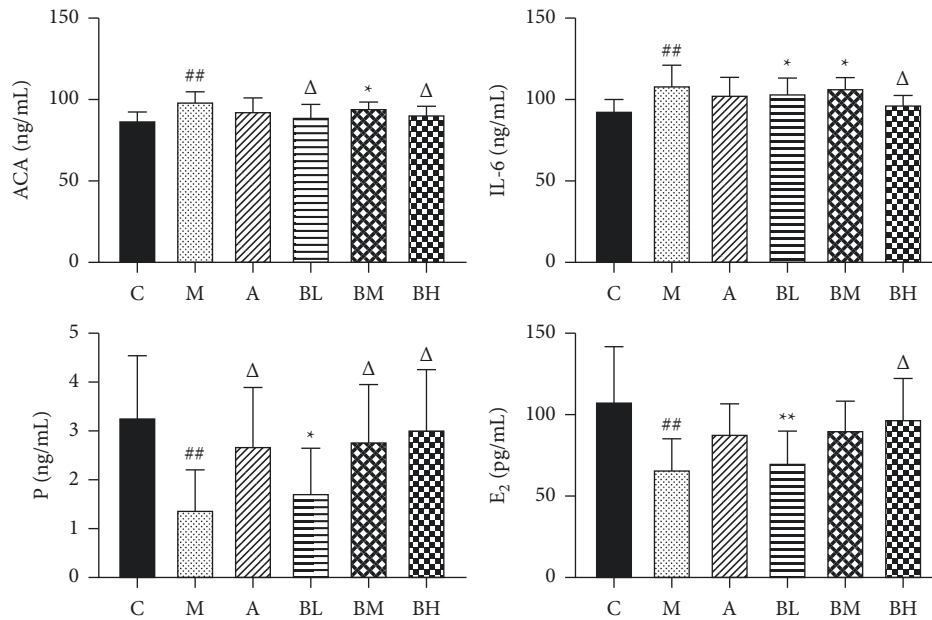 ACA (ng/mL)
150
100
50
0
##
Δ
*
Δ
C M A BL BM BH
IL-6 (ng/mL)
150
100
50
0
##
*
*
Δ
C M A BL BM BH
P (ng/mL)
5
4
3
2
1
0
##
Δ
*
Δ
Δ
C M A BL BM BH
E₂ (pg/mL)
150
100
50
0
##
**
Δ
C M A BL BM BH